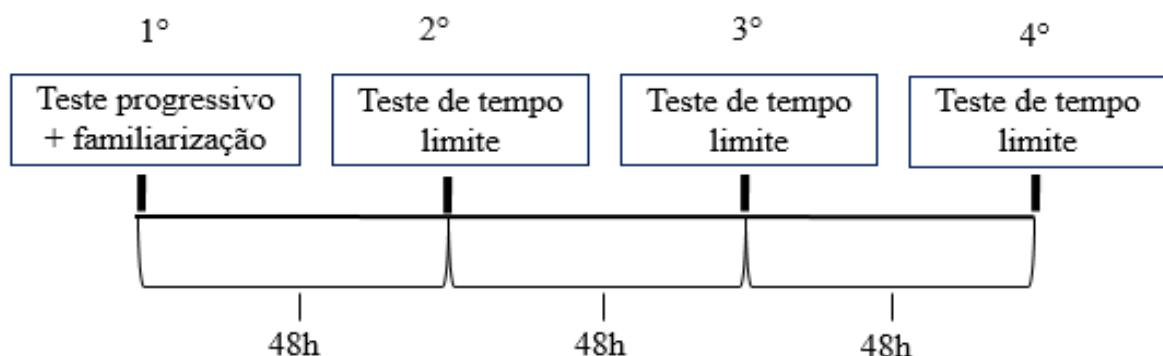 1°
2°
3°
4°
Teste progressivo
+ familiarização
Teste de tempo
limite
Teste de tempo
limite
Teste de tempo
limite
48h
48h
48h